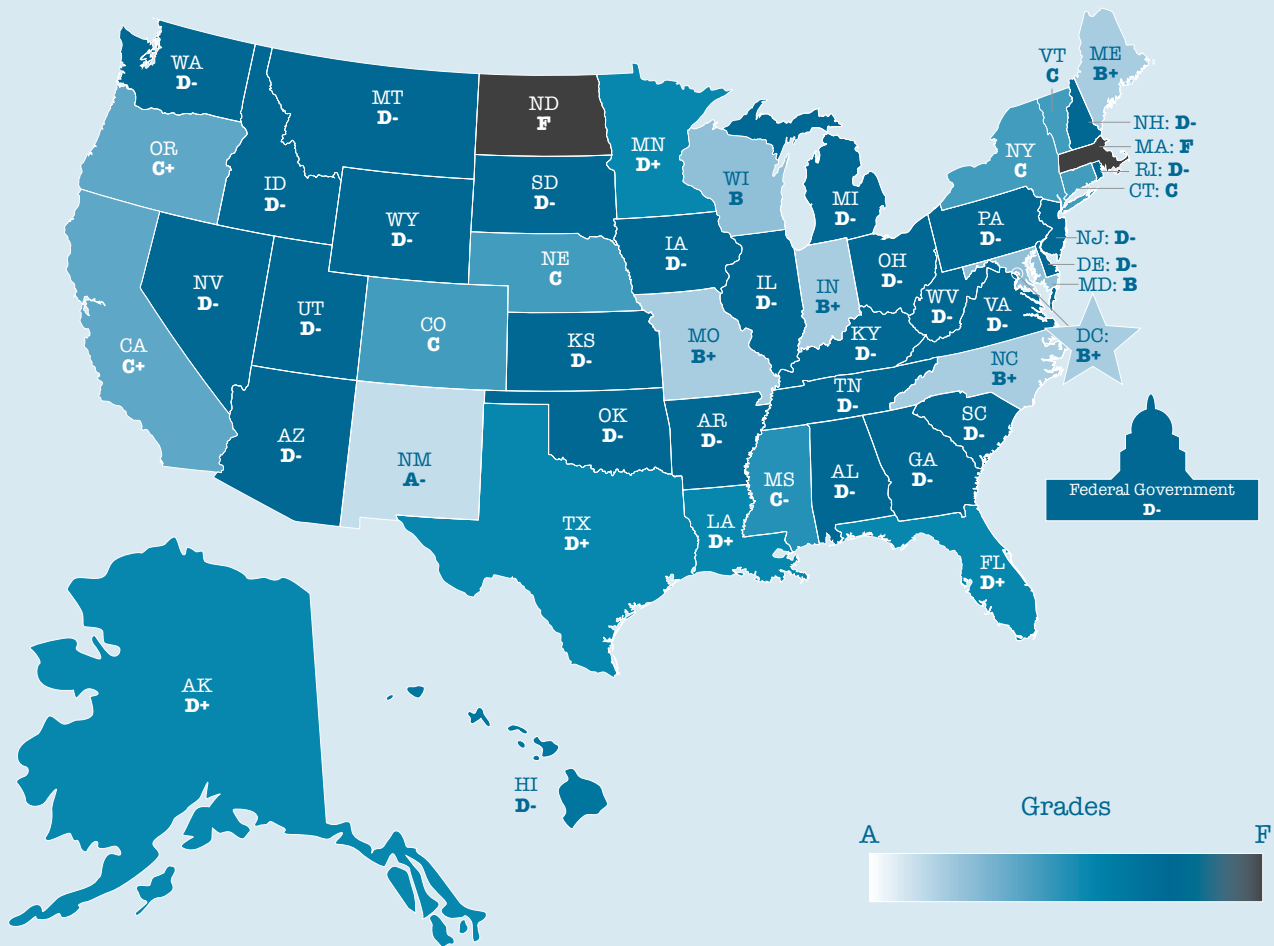 WA
D-
OR
C+
CA
C+
ID
D-
NV
D-
MT
D-
WY
D-
UT
D-
AZ
D-
CO
C
NM
A-
ND
F
SD
D-
NE
C
KS
D-
OK
D-
TX
D+
MN
D+
IA
D-
MO
B+
AR
D-
LA
D+
WI
B
IL
D-
MI
D-
IN
B+
OH
D-
KY
D-
TN
D-
MS
C-
AL
D-
GA
D-
FL
D+
SC
D-
NC
B+
VA
D-
WV
D-
PA
D-
NY
C
VT
C
ME
B+
NH: D-
MA: F
RI: D-
CT: C
NJ: D-
DE: D-
MD: B
DC:
B+
Federal Government
D-
AK
D+
HI
D-
Grades
A F